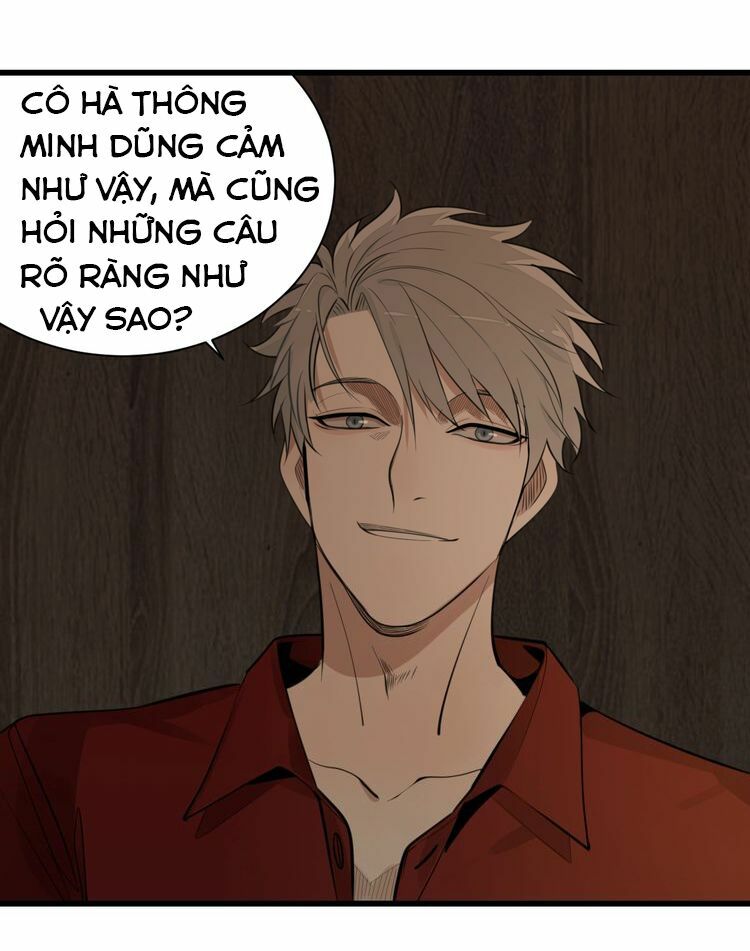 CÔ HÀ THÔNG
MINH DŨNG CẢM
NHƯ VẬY, MÀ CŨNG
HỎI NHỮNG CÂU
RÕ RÀNG NHƯ
VẬY SAO?